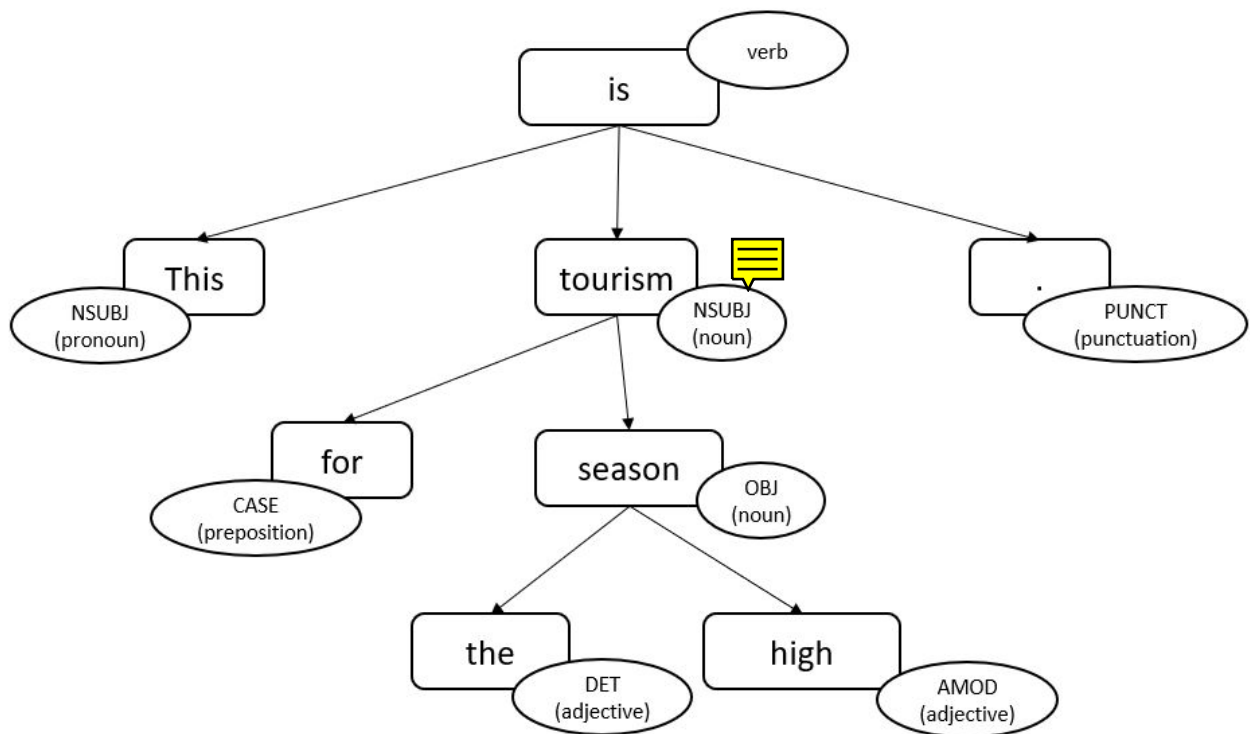 verb
is
This
NSUBJ
(pronoun)
tourism
NSUBJ
(noun)
.
PUNCT
(punctuation)
for
CASE
(preposition)
season
OBJ
(noun)
the
DET
(adjective)
high
AMOD
(adjective)